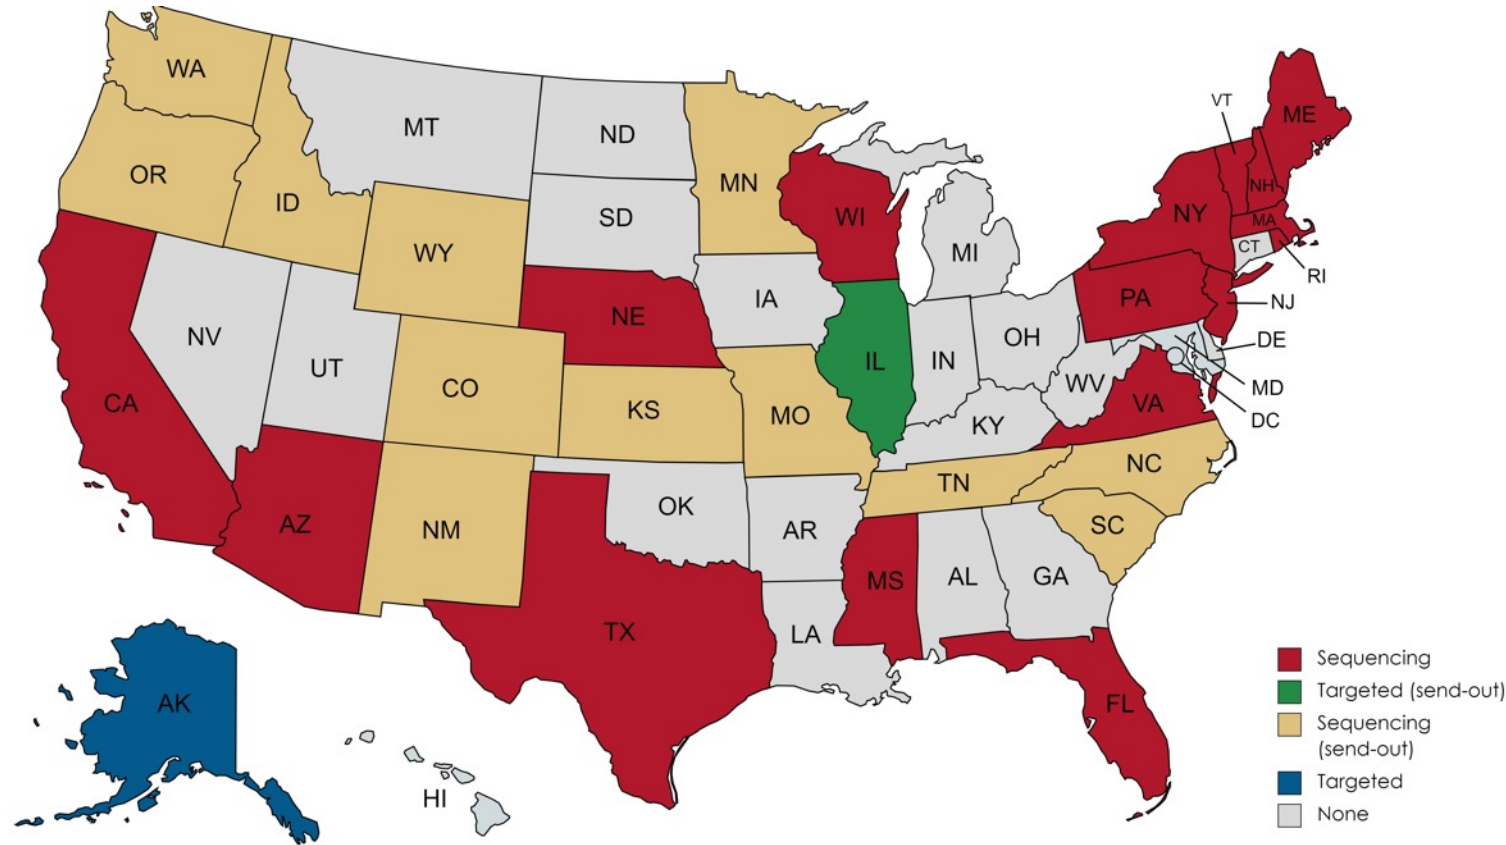 WA
MT
ND
MN
VT
ME
OR
ID
SD
WI
NH
NY
MA
WY
MI
CT
RI
IA
PA
NJ
NE
NV
OH
DE
UT
IL
IN
CO
WV
MD
CA
KS
MO
VA
DC
KY
NC
TN
OK
AZ
NM
AR
SC
MS
AL
GA
TX
LA
AK
FL
HI
Sequencing
Targeted (send-out)
Sequencing
(send-out)
Targeted
None